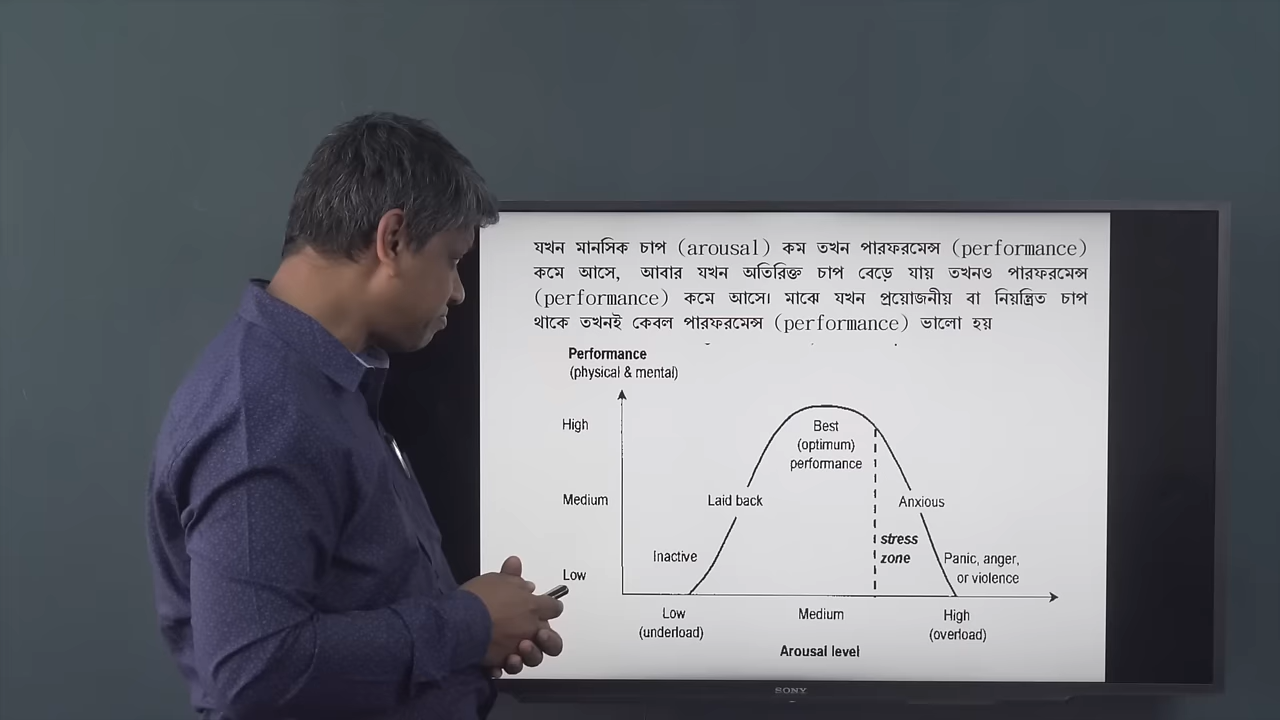 যখন মানসিক চাপ (arousal) কম তখন পারফরমেন্স (performance)
কমে আসে, আবার যখন অতিরিক্ত চাপ বেড়ে যায় তখনও পারফরমেন্স
(performance) কমে আসে। মাঝে যখন প্রয়োজনীয় বা নিয়ন্ত্রিত চাপ
থাকে তখনই কেবল পারফরমেন্স (performance) ভালো হয়
Performance
(physical & mental)
High
Best
(optimum)
performance
Medium
Laid back
Anxious
stress
zone
Inactive
Panic, anger,
or violence
Low
Low
(underload)
Medium
High
(overload)
Arousal level
SONY